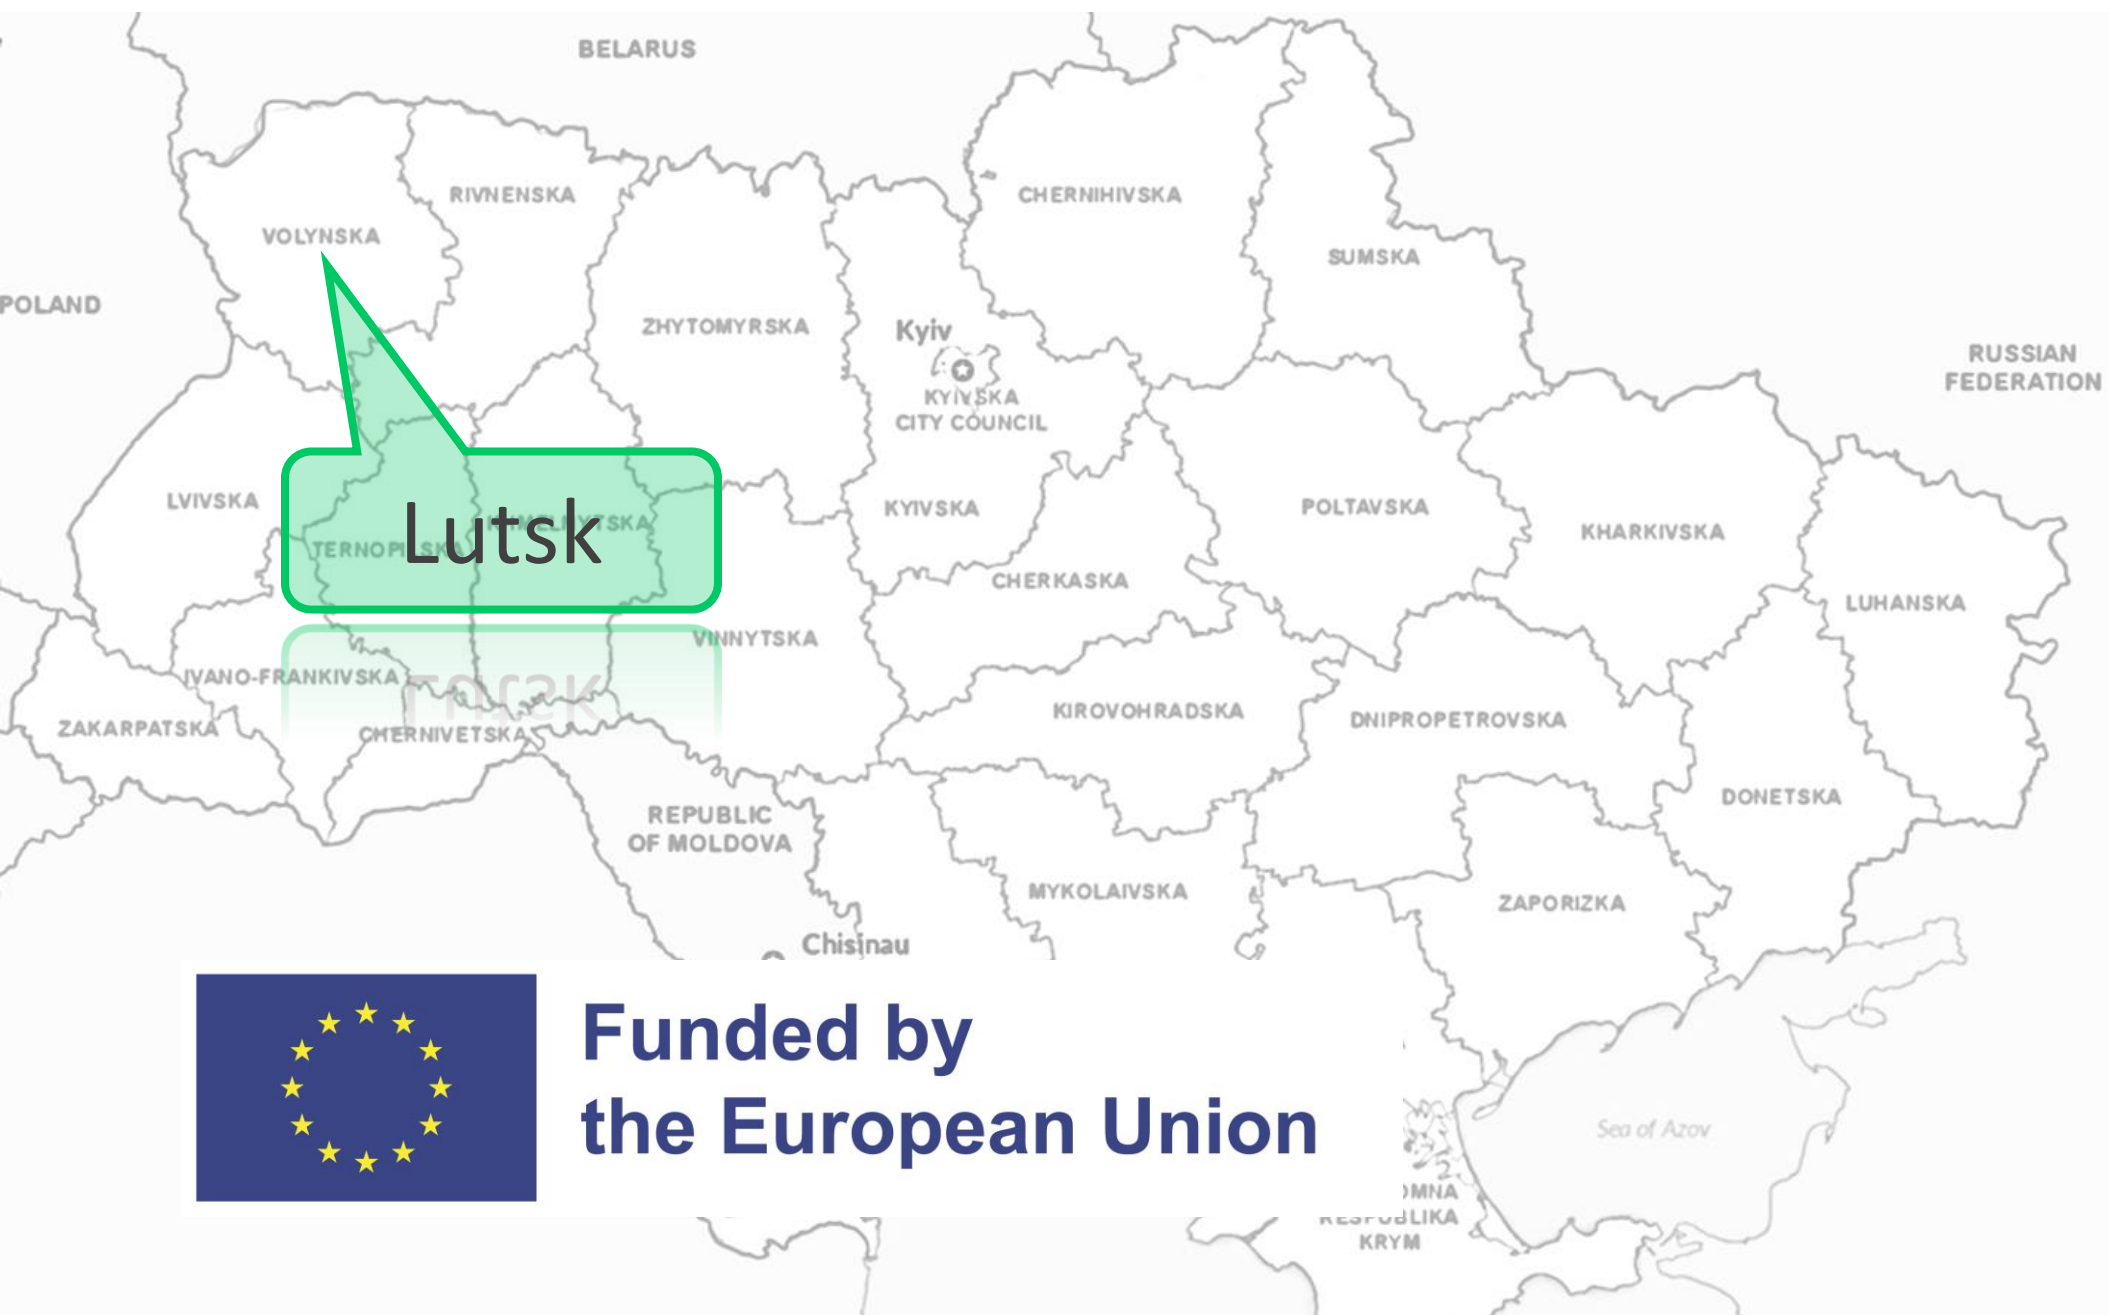 BELARUS
RIVNENSKA
CHERNIHIVSKA
VOLYNSKA
SUMSKA
POLAND
ZHYTOMYRSKA
Kyiv
RUSSIAN
FEDERATION
KYIVSKA
CITY COUNCIL
LVIVSKA
KYIVSKA
POLTAVSKA
KHARKIVSKA
Lutsk
CHERKASKA
LUHANSKA
VINNYTSKA
IVANO-FRANKIVSKA
KIROVOHRADSKA
DNIPROPETROVSKA
ZAKARPATSKA
CHERNIVETSKA
DONETSKA
REPUBLIC
OF MOLDOVA
MYKOLAIVSKA
ZAPORIZKA
Chisinau
Funded by
the European Union
Sea of Azov
RESPUBLIKA
KRYM